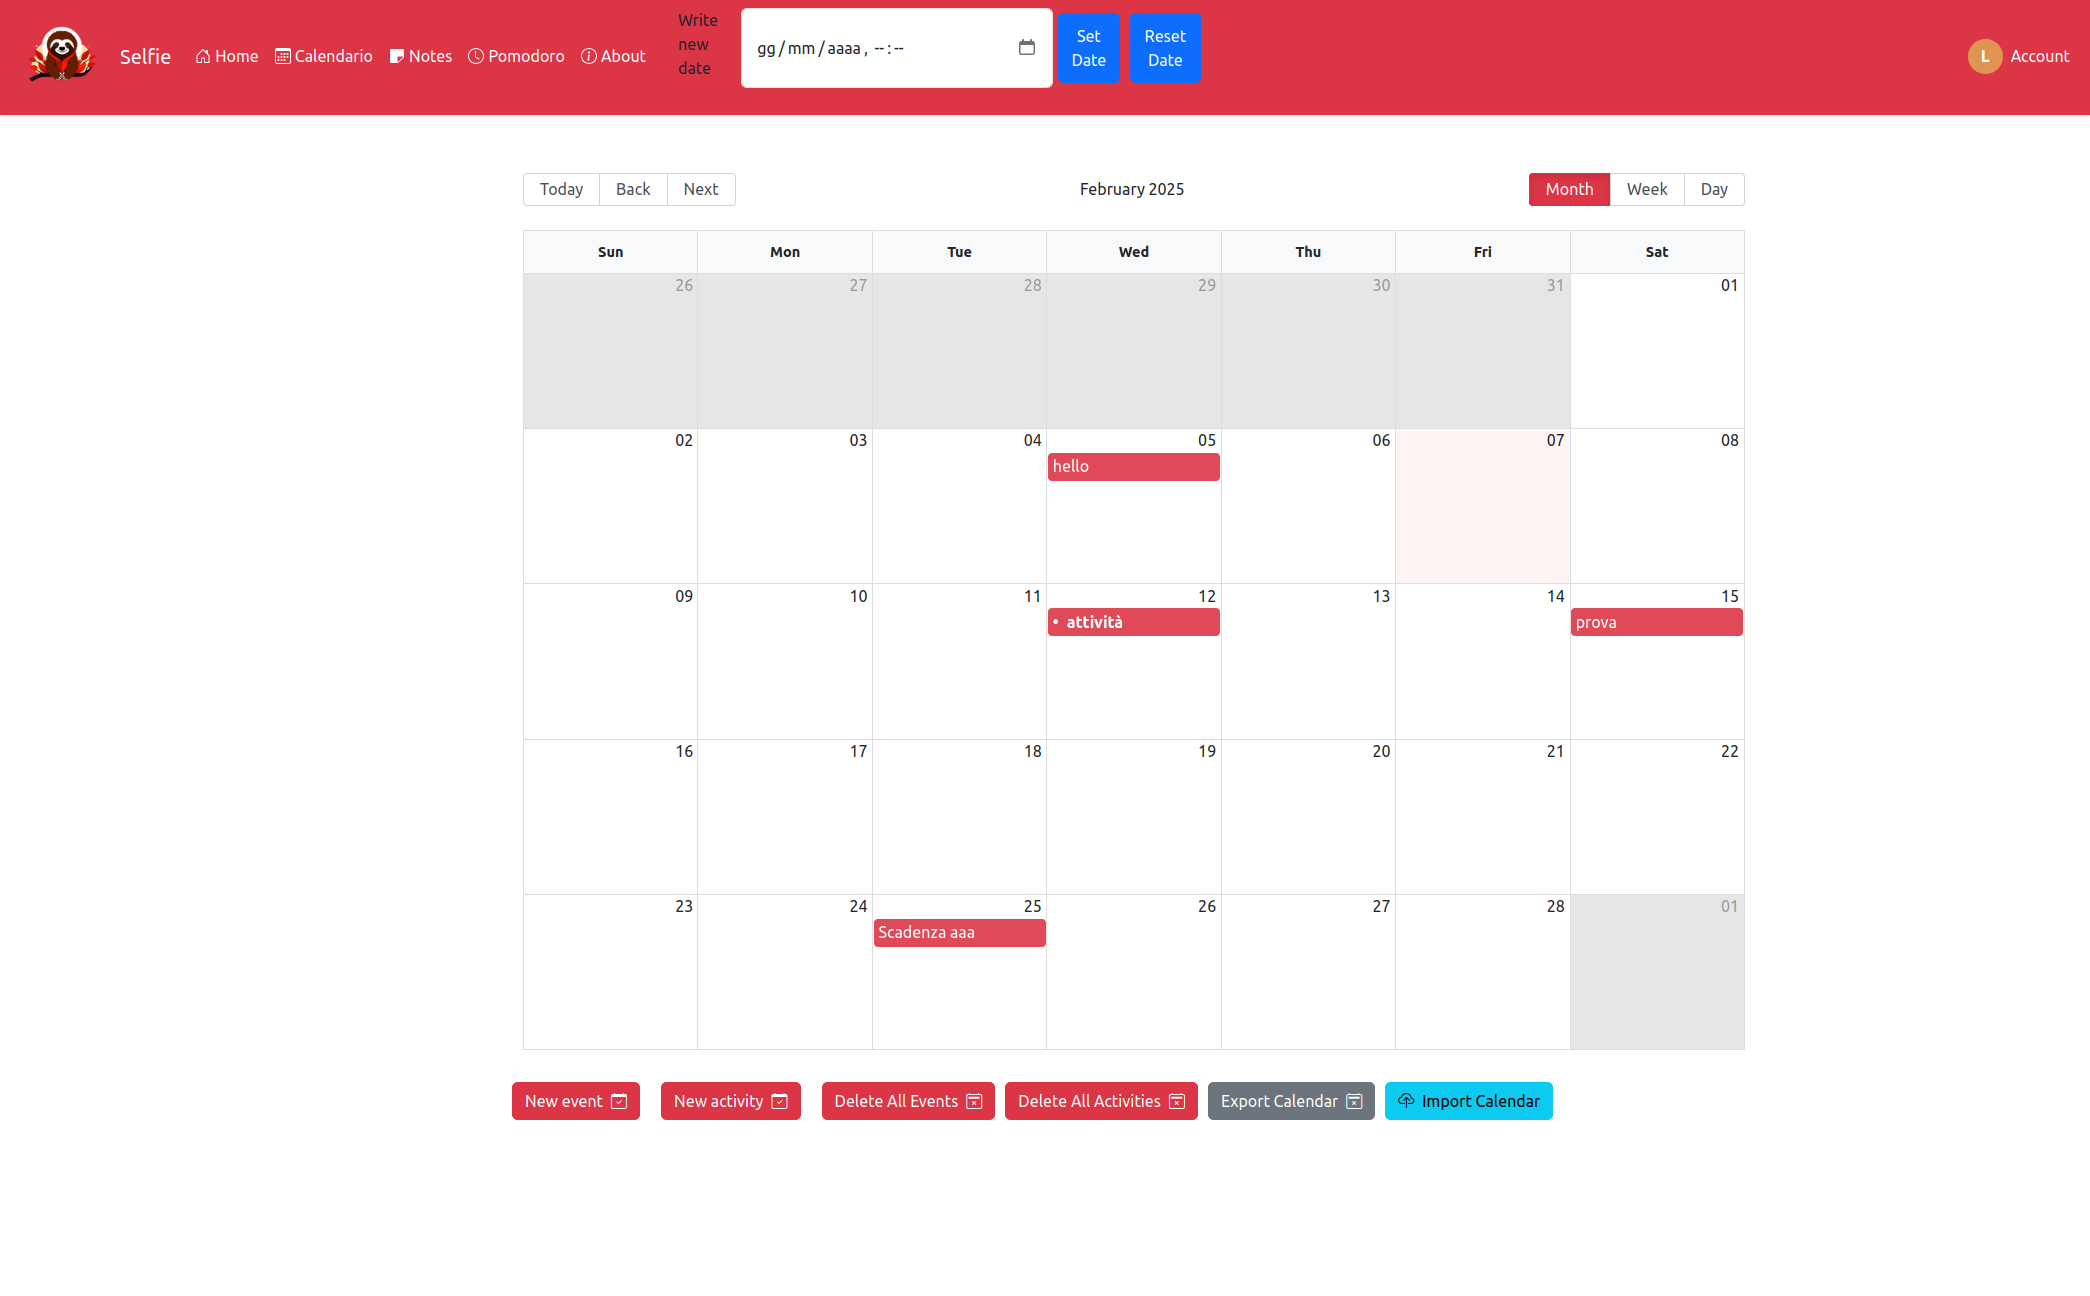 Selfie
Home
Calendario
Notes
Pomodoro
About
Write
new
date
gg/mm/aaaa, --:--
Set
Date
Reset
Date
L
Account
Today
Back
Next
February 2025
Month
Week
Day
Sun
Mon
Tue
Wed
Thu
Fri
Sat
26
27
28
29
30
31
01
02
03
04
05
06
07
08
hello
09
10
11
12
13
14
15
• attività
prova
16
17
18
19
20
21
22
23
24
25
26
27
28
01
Scadenza aaa
New event
New activity
Delete All Events
Delete All Activities
Export Calendar
Import Calendar